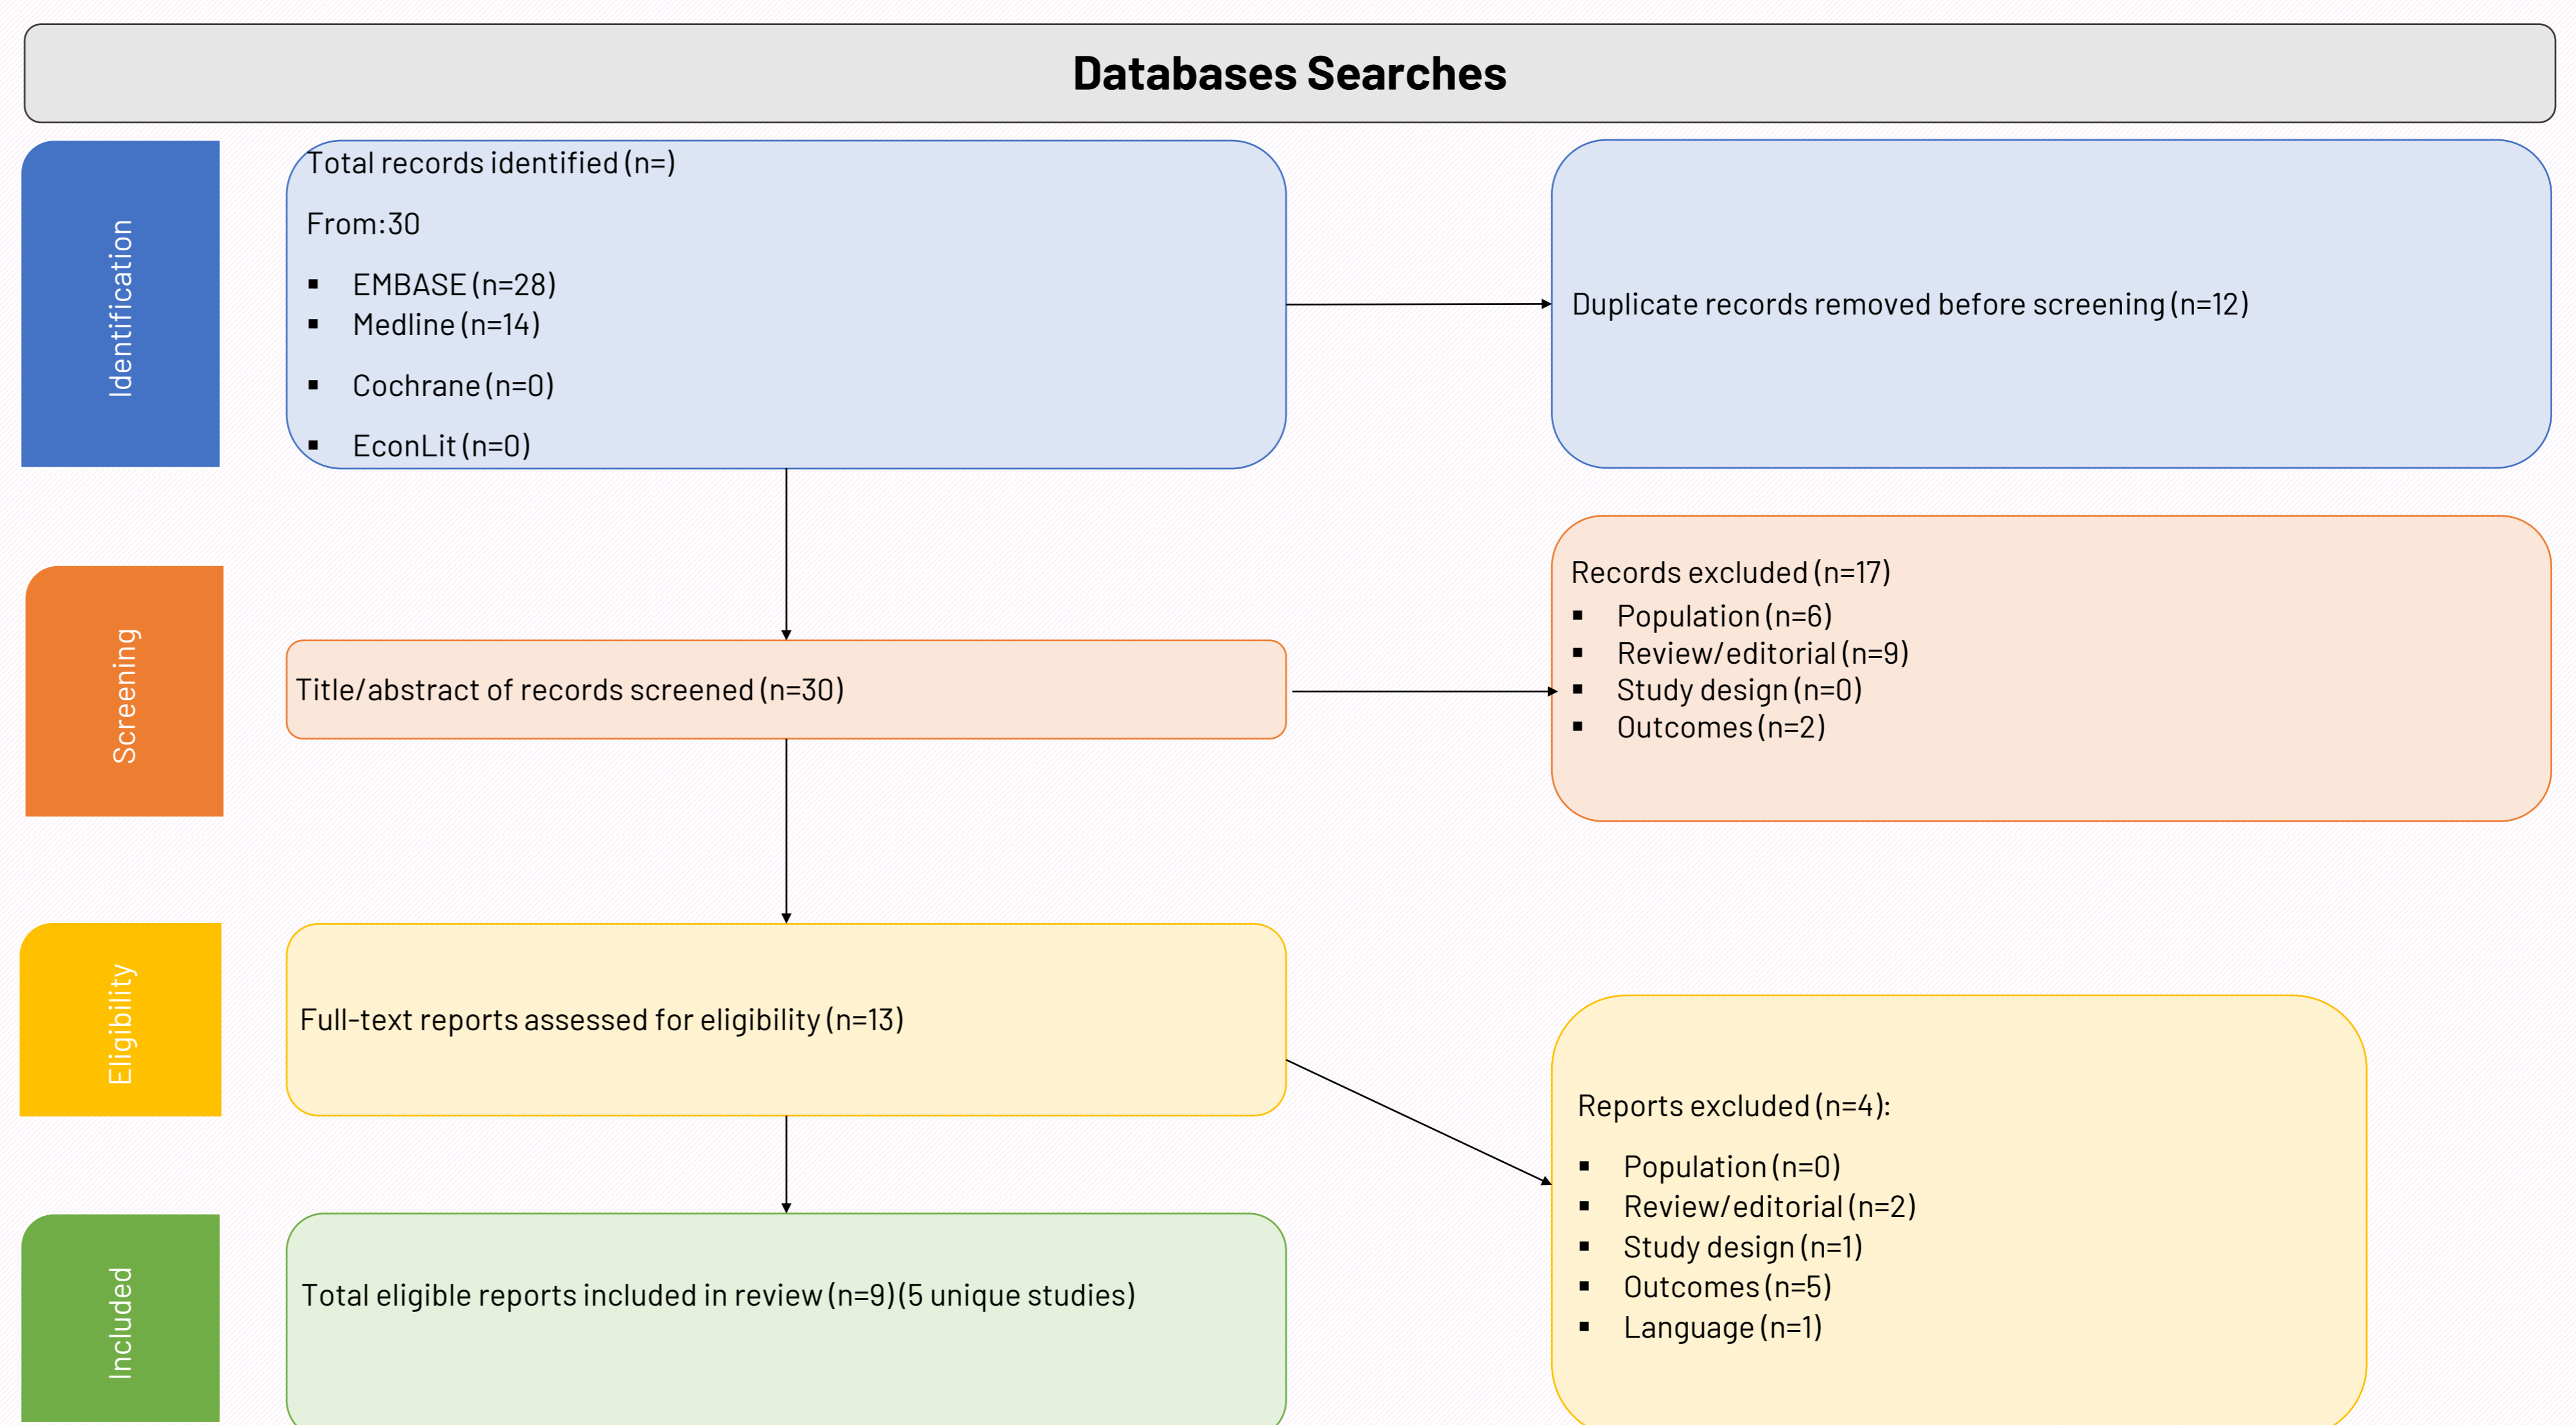 Databases Searches
Identification
Total records identified (n=)
From:30
▪ EMBASE (n=28)
▪ Medline (n=14)
▪ Cochrane (n=0)
▪ EconLit (n=0)
Duplicate records removed before screening (n=12)
Screening
Title/abstract of records screened (n=30)
Records excluded (n=17)
▪ Population (n=6)
▪ Review/editorial (n=9)
▪ Study design (n=0)
▪ Outcomes (n=2)
Eligibility
Full-text reports assessed for eligibility (n=13)
Reports excluded (n=4):
▪ Population (n=0)
▪ Review/editorial (n=2)
▪ Study design (n=1)
▪ Outcomes (n=5)
▪ Language (n=1)
Included
Total eligible reports included in review (n=9) (5 unique studies)